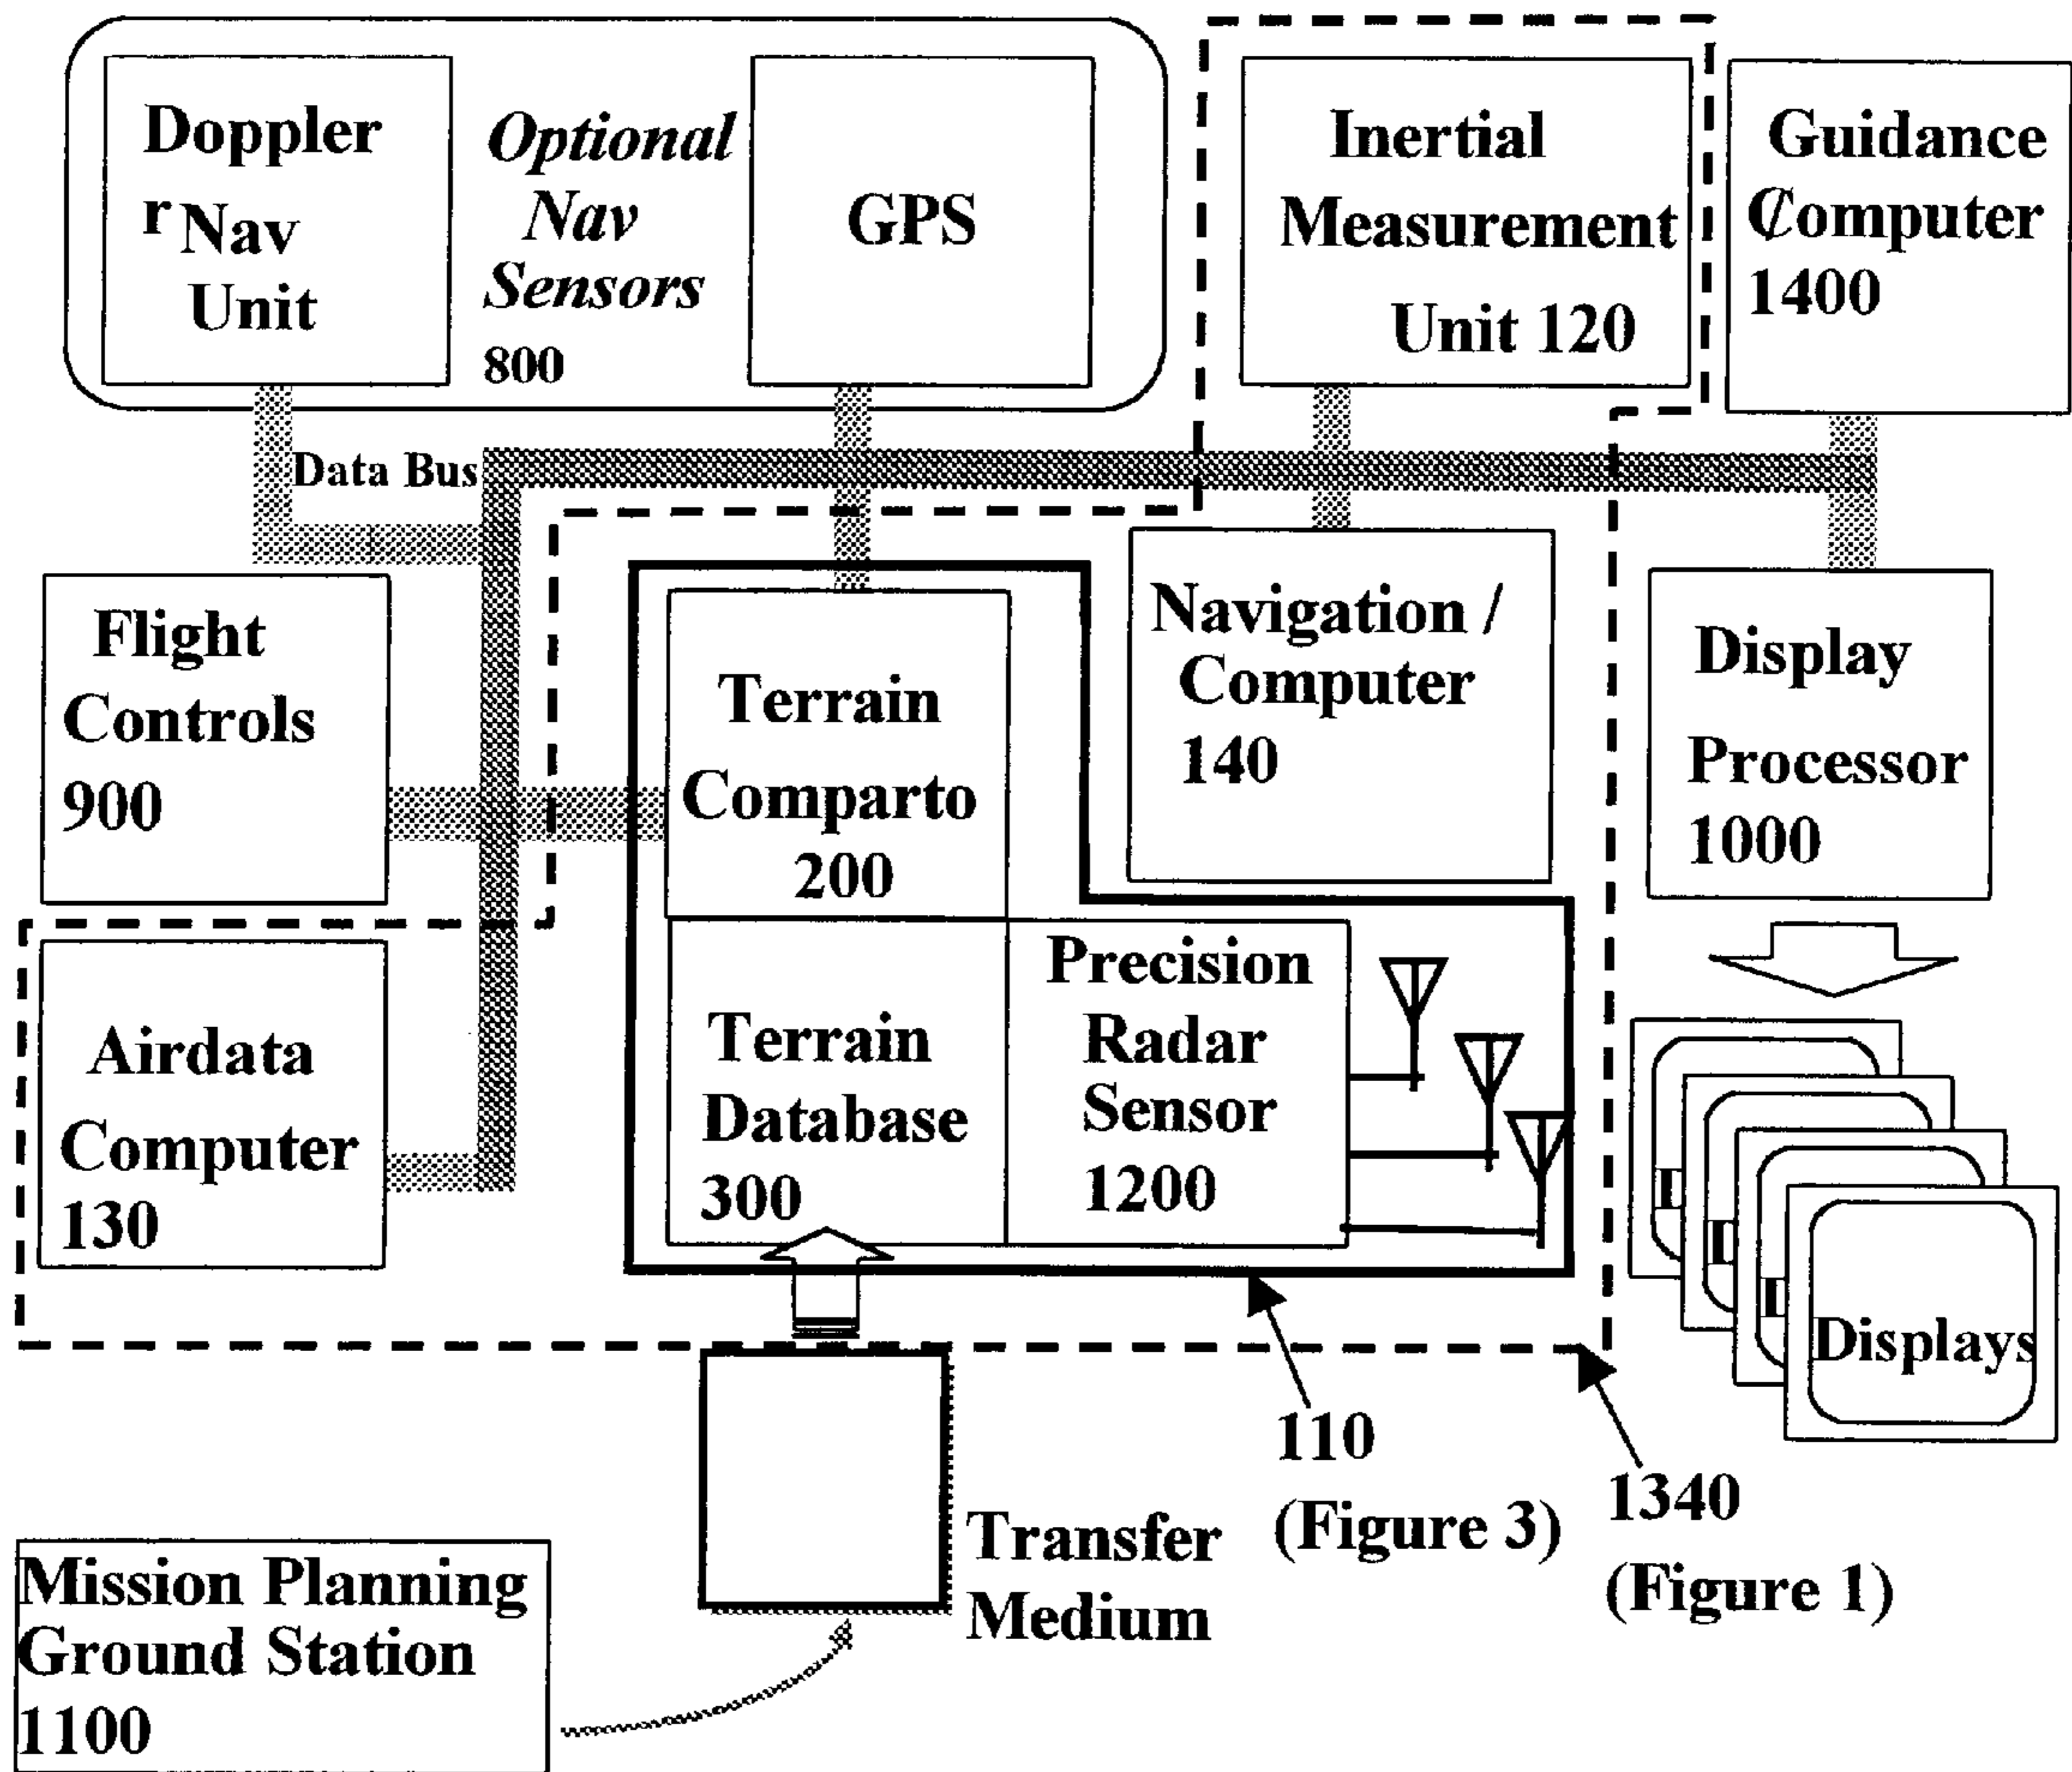 Doppler
r Nav
Unit
Optional
Nav
Sensors
800
GPS
Inertial
Measurement
Unit 120
Guidance
Computer
1400
Data Bus
Flight
Controls
900
Terrain
Comparto
200
Navigation /
Computer
140
Display
Processor
1000
Airdata
Computer
130
Terrain
Database
300
Precision
Radar
Sensor
1200
D
D
D
Displays
110
(Figure 3)
1340
(Figure 1)
Transfer
Medium
Mission Planning
Ground Station
1100